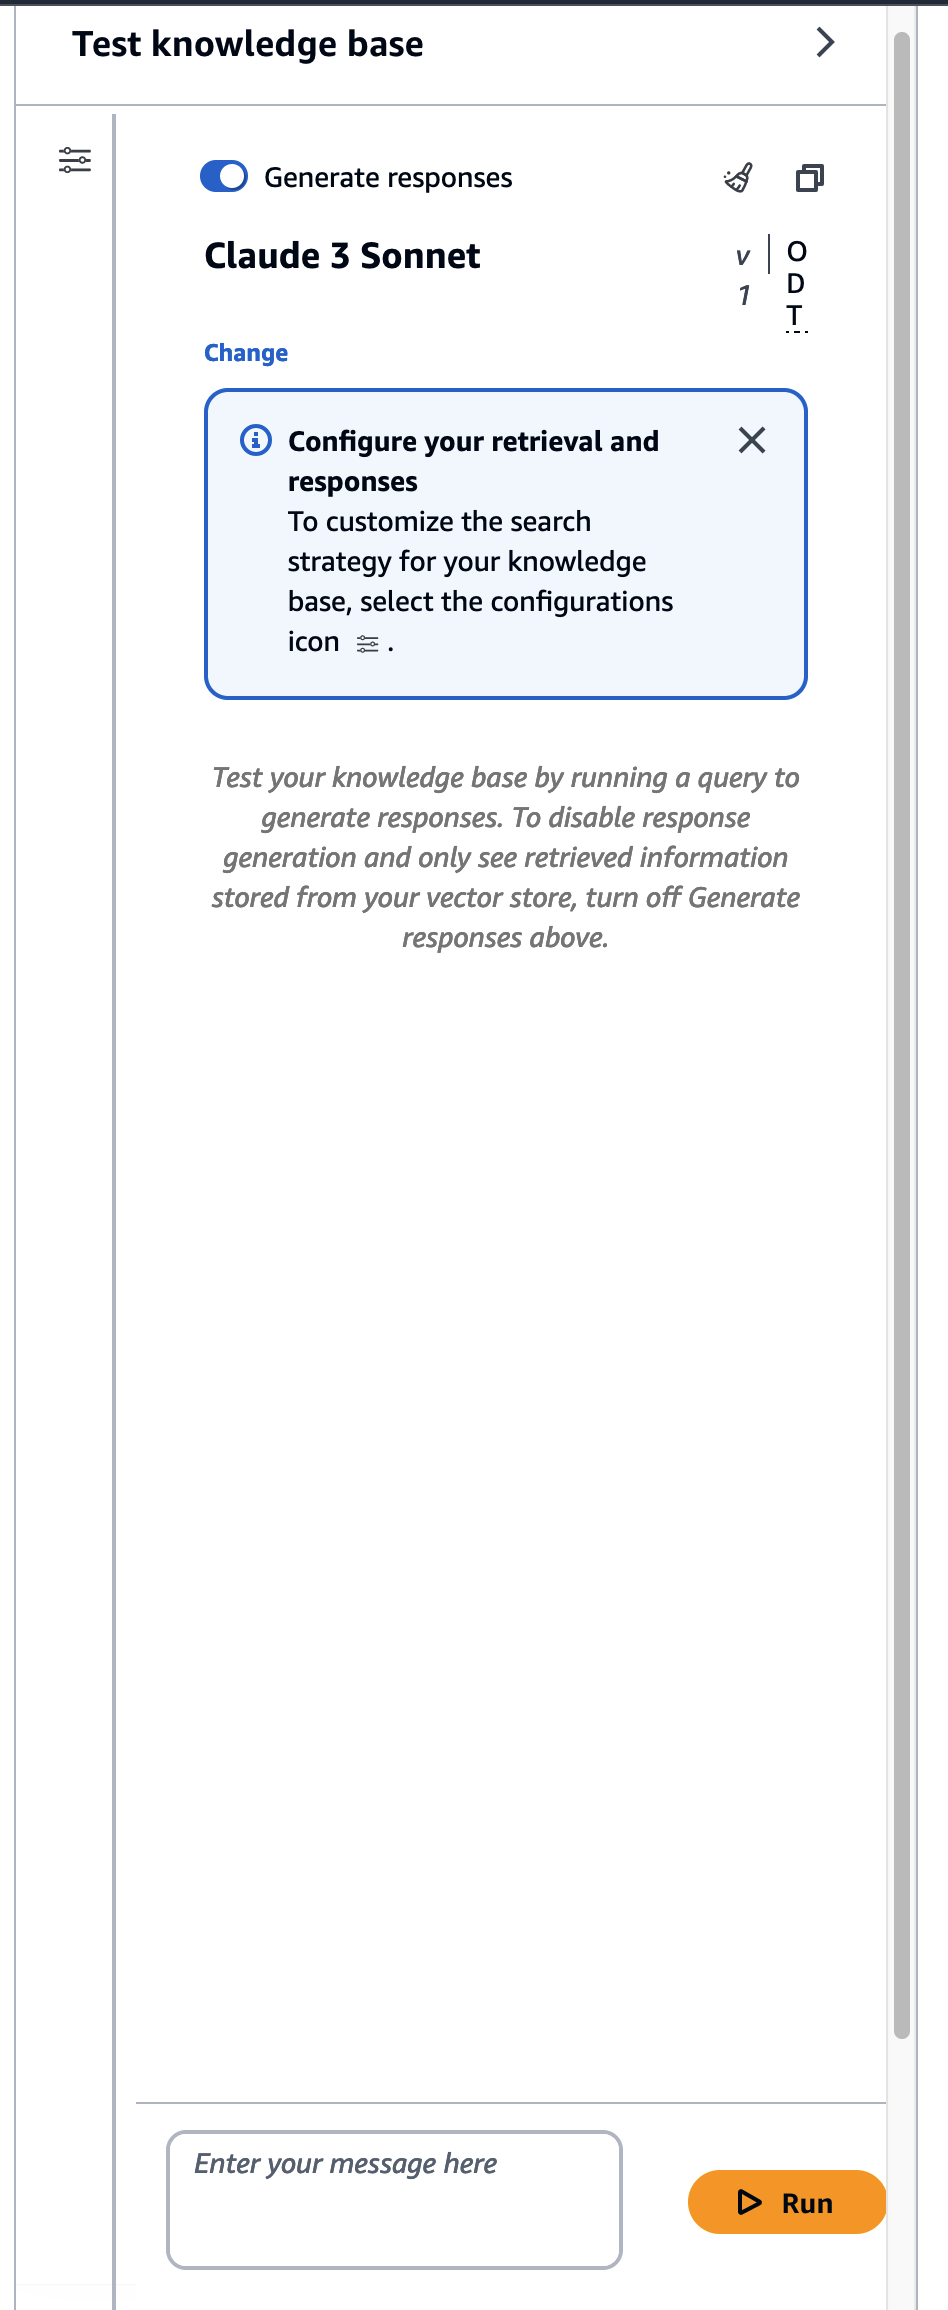 Test knowledge base
Generate responses
Claude 3 Sonnet
v
1
O
D
T
Change
Configure your retrieval and
responses
To customize the search
strategy for your knowledge
base, select the configurations
icon .
Test your knowledge base by running a query to
generate responses. To disable response
generation and only see retrieved information
stored from your vector store, turn off Generate
responses above.
Enter your message here
Run